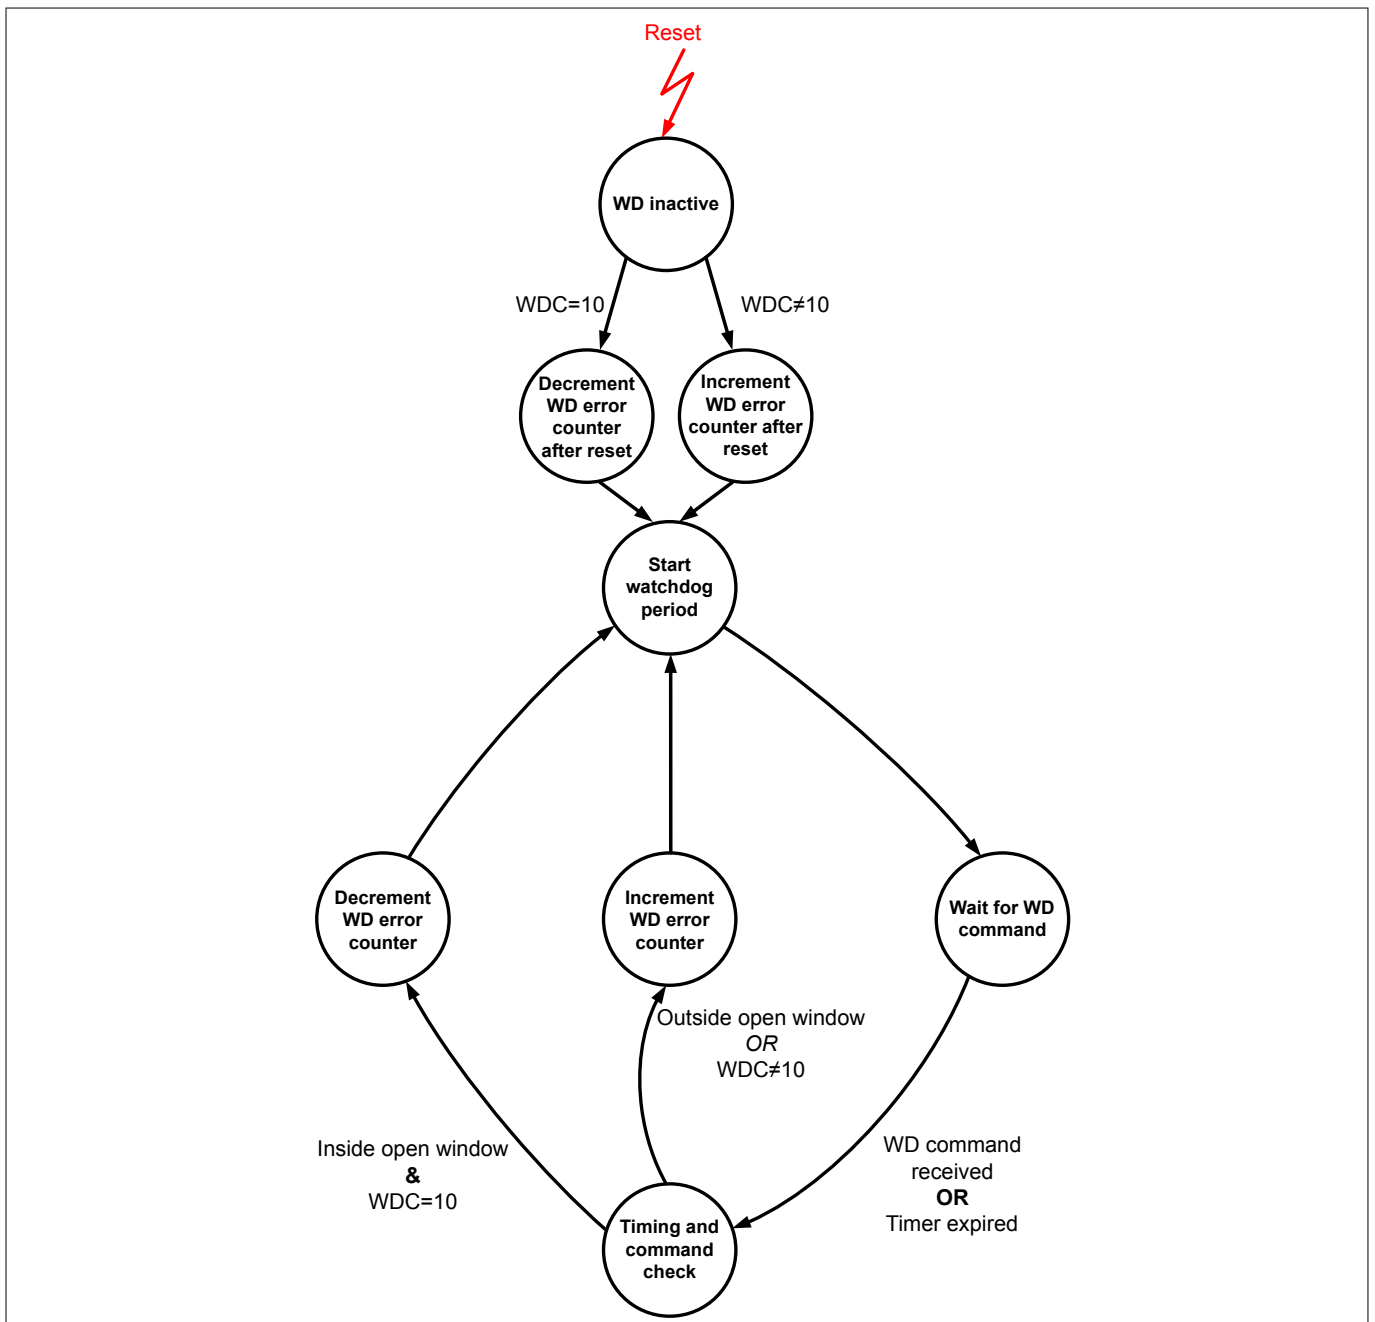 Reset
WD inactive
WDC=10
WDC≠10
Decrement
WD error
counter
after reset
Increment
WD error
counter after
reset
Start
watchdog
period
Decrement
WD error
counter
Increment
WD error
counter
Wait for WD
command
Outside open window
OR
WDC≠10
Inside open window
&
WDC=10
WD command
received
OR
Timer expired
Timing and
command
check